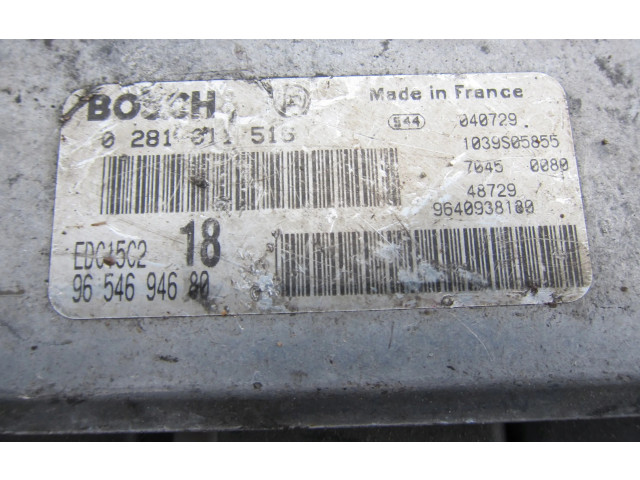 BOSCH
Made in France
0 281 011 516
S44 040729
1039S05855
7045 0080
48729
9640938180
EDC15C2 18
96 546 946 80